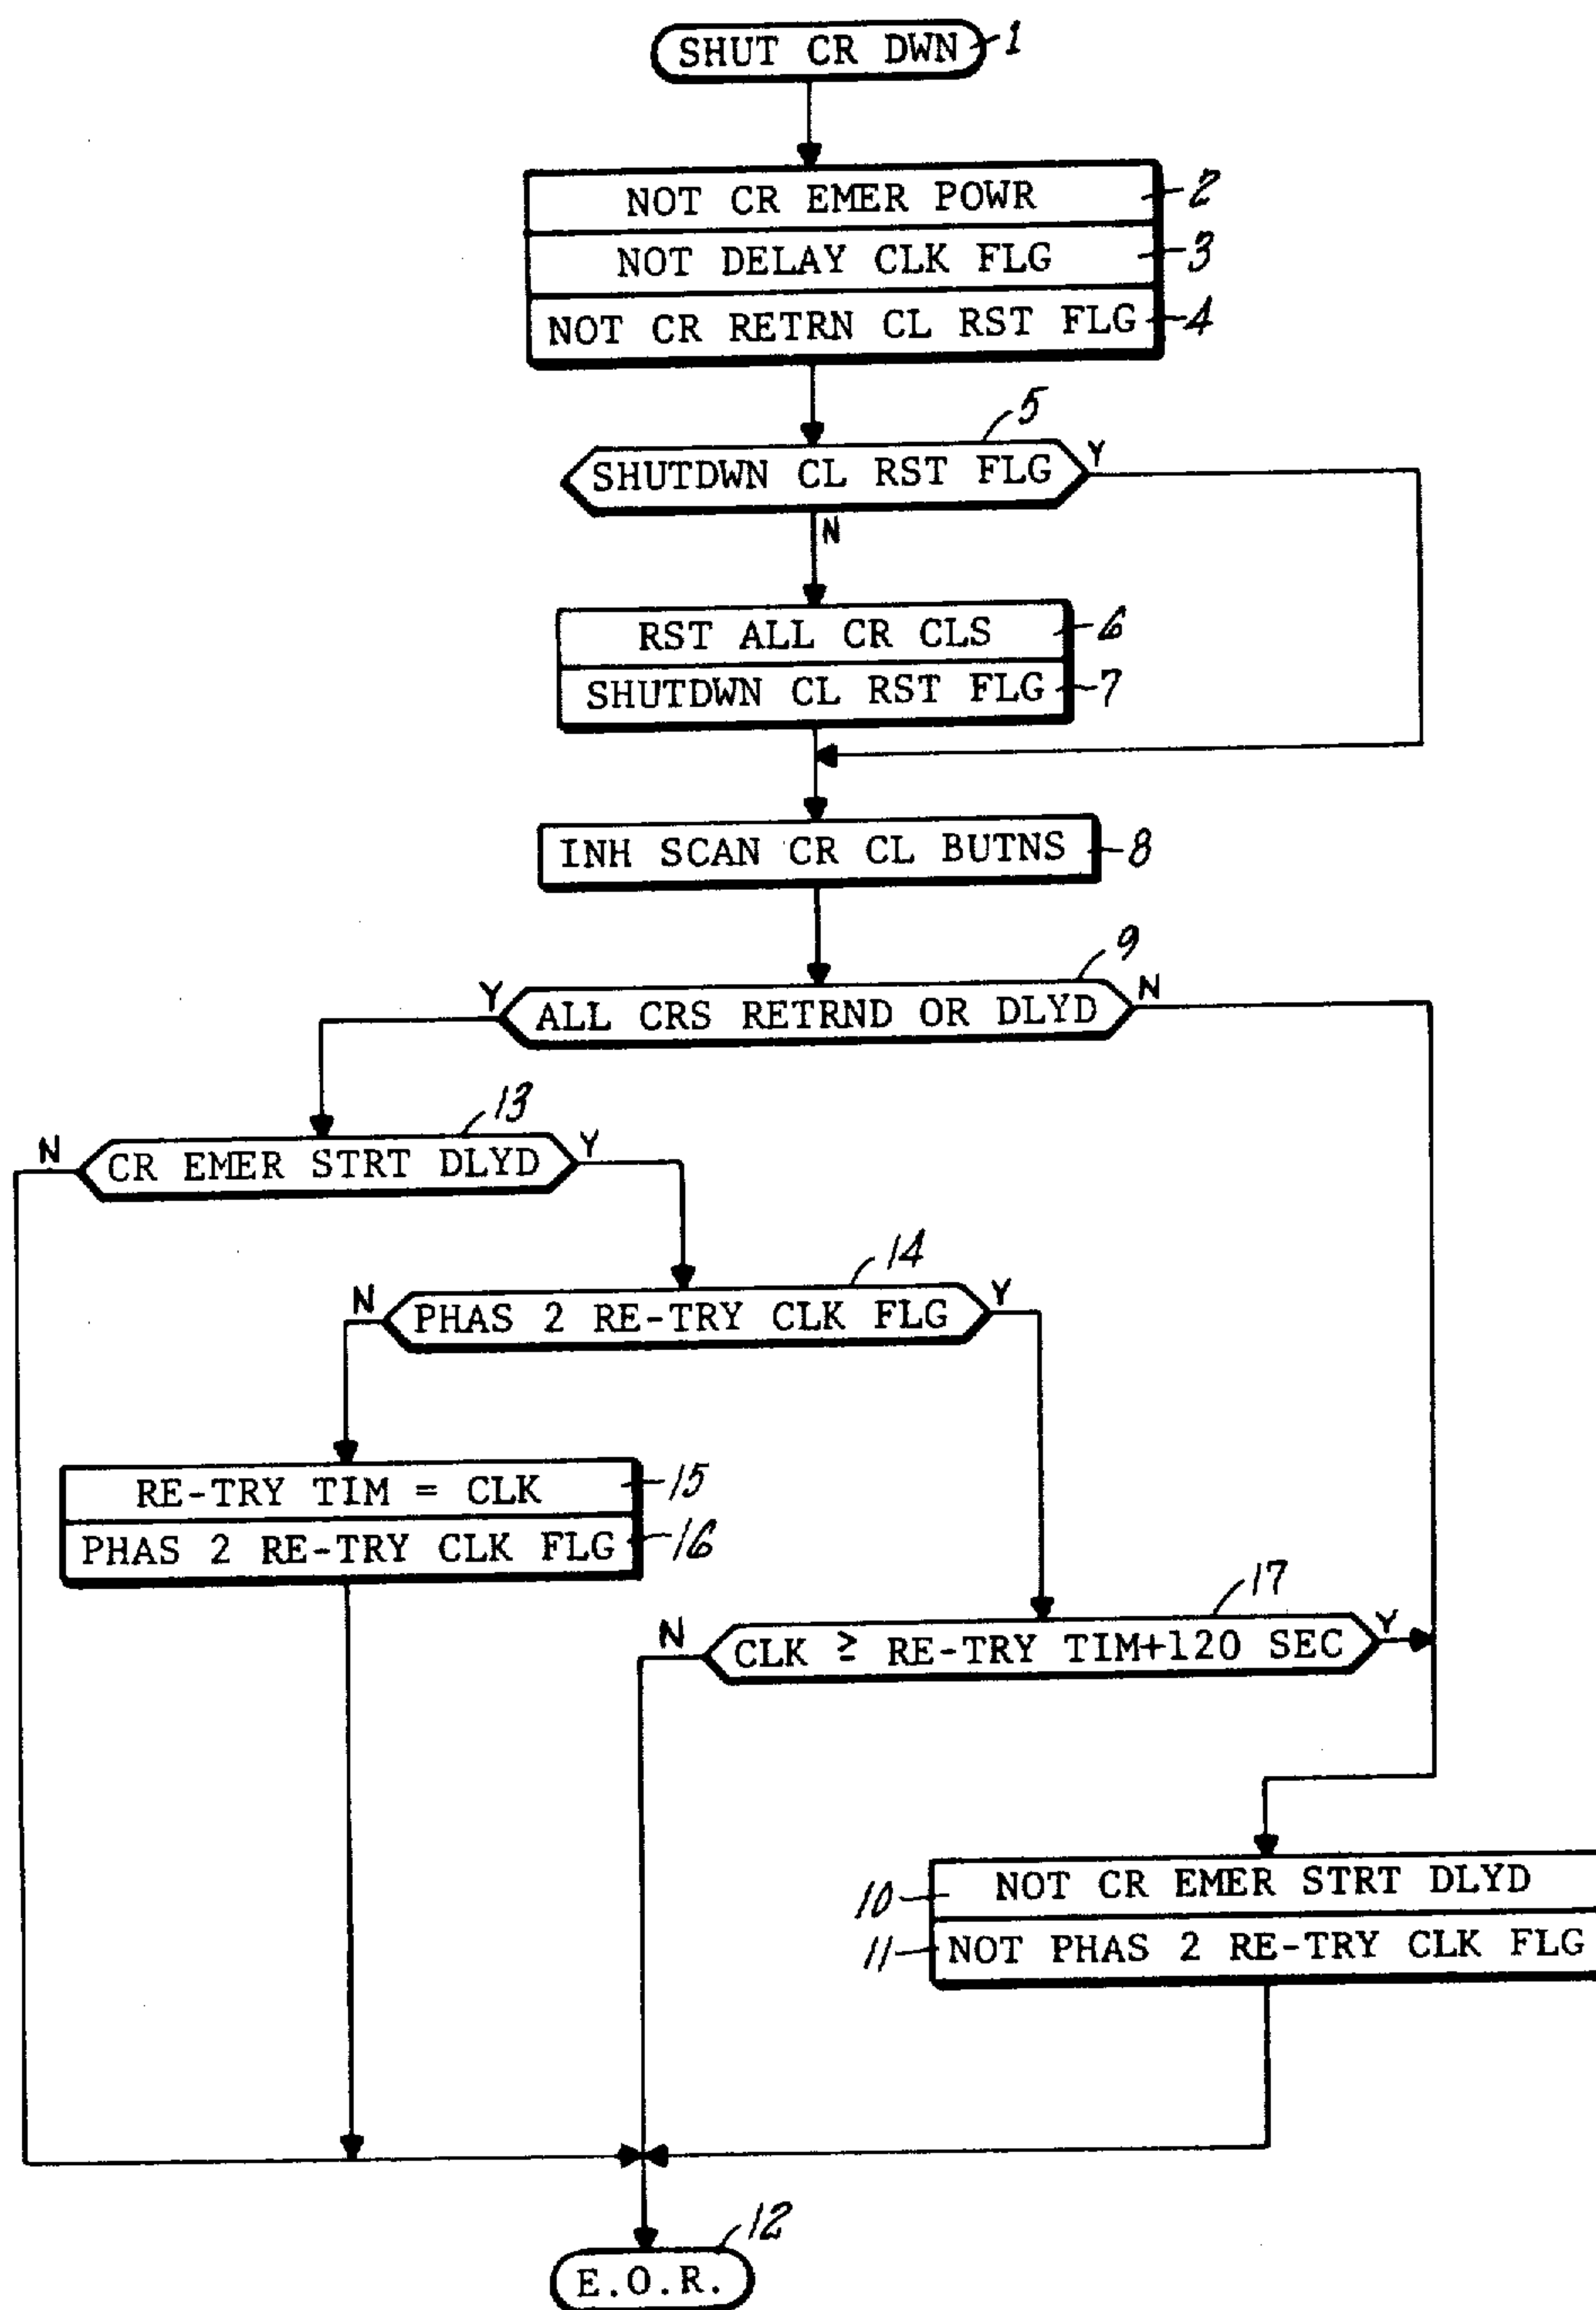 SHUT CR DWN 1
NOT CR EMER POWR 2
NOT DELAY CLK FLG 3
NOT CR RETRN CL RST FLG 4
5
SHUTDWN CL RST FLG Y
N
RST ALL CR CLS 6
SHUTDWN CL RST FLG 7
INH SCAN CR CL BUTNS 8
9
Y ALL CRS RETRND OR DLYD N
13
N CR EMER STRT DLYD Y
14
N PHAS 2 RE-TRY CLK FLG Y
RE-TRY TIM = CLK 15
PHAS 2 RE-TRY CLK FLG 16
17
N CLK ≥ RE-TRY TIM+120 SEC Y
10 NOT CR EMER STRT DLYD
11 NOT PHAS 2 RE-TRY CLK FLG
12
E.O.R.